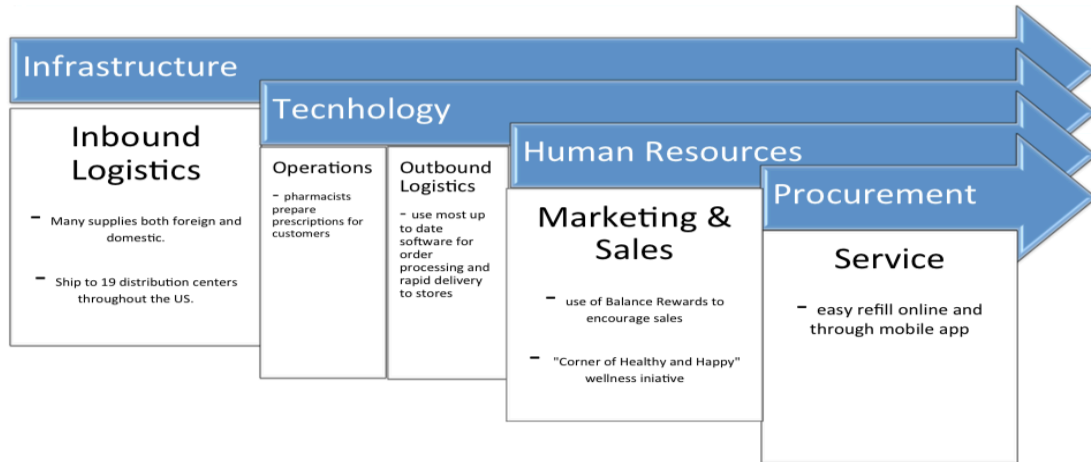 Infrastructure
Tecnhology
Human Resources
Procurement
Inbound
Logistics
- Many supplies both foreign and
domestic.
- Ship to 19 distribution centers
throughout the US.
Operations
- pharmacists
prepare
prescriptions for
customers
Outbound
Logistics
- use most up
to date
software for
order
processing and
rapid delivery
to stores
Marketing &
Sales
- use of Balance Rewards to
encourage sales
- "Corner of Healthy and Happy"
wellness iniative
Service
- easy refill online and
through mobile app